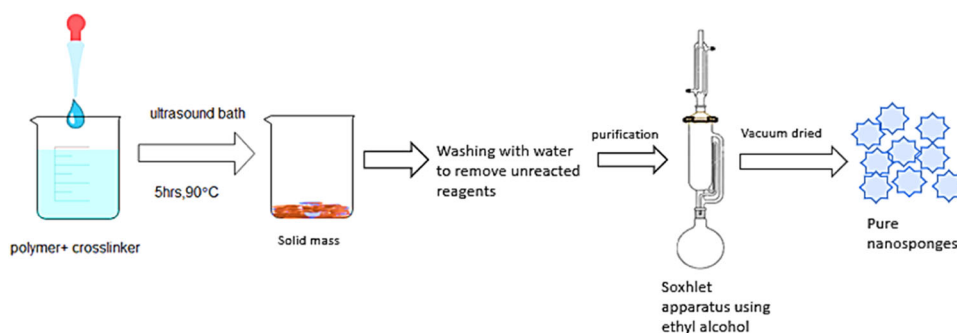 polymer+ crosslinker
ultrasound bath
5hrs,90°C
Solid mass
Washing with water
to remove unreacted
reagents
purification
Soxhlet
apparatus using
ethyl alcohol
Vacuum dried
Pure
nanosponges